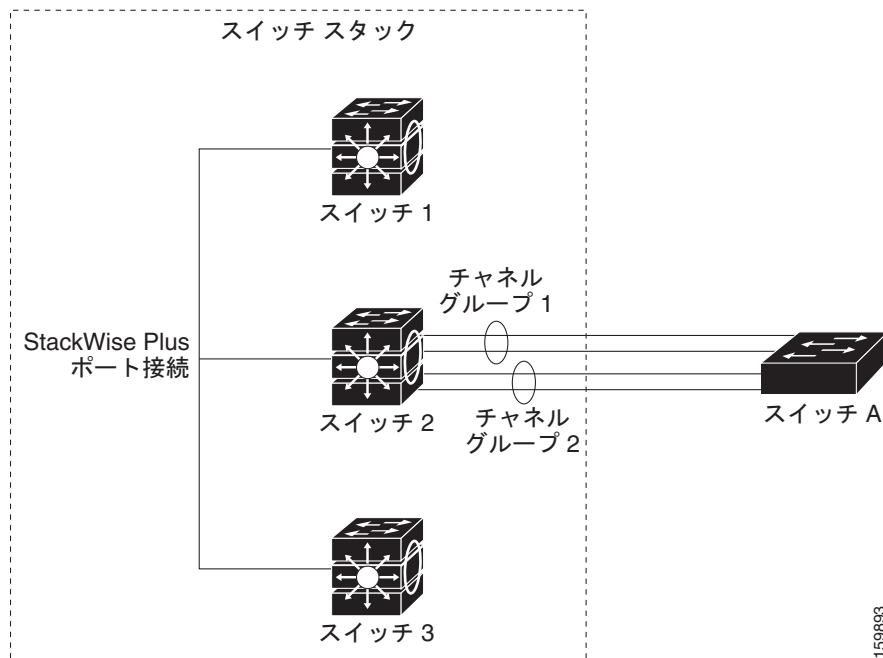 スイッチ スタック
スイッチ 1
チャネル
グループ 1
StackWise Plus
ポート接続
スイッチ 2
チャネル
グループ 2
スイッチ A
スイッチ 3
159893